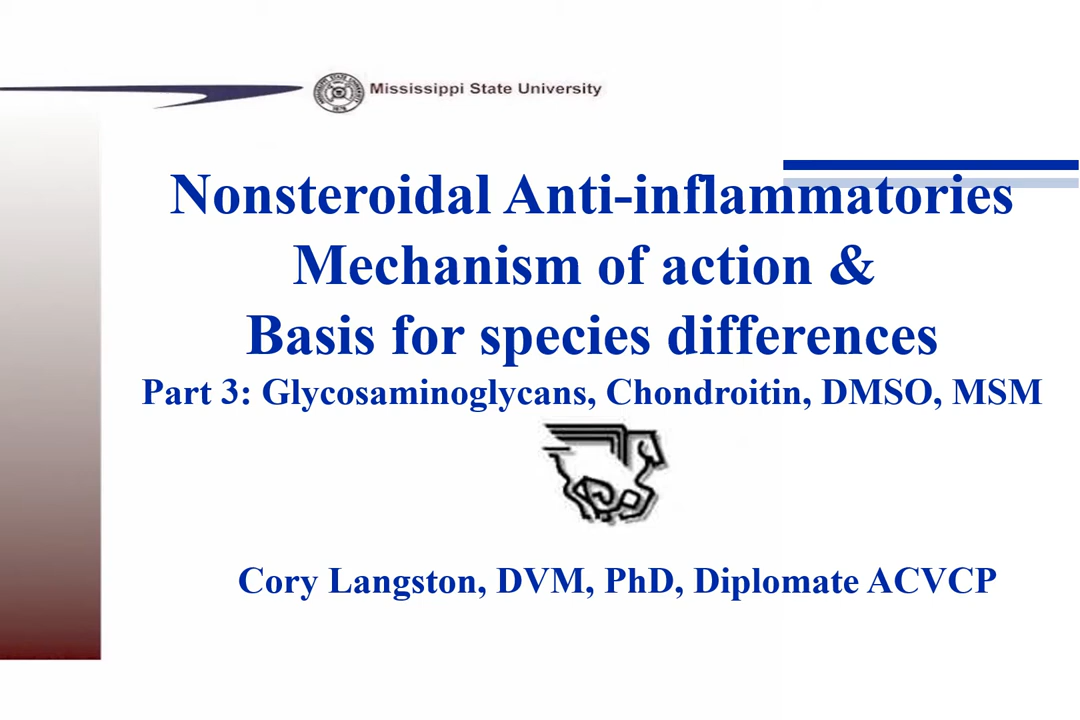 Mississippi State University
Nonsteroidal Anti-inflammatories
Mechanism of action &
Basis for species differences
Part 3: Glycosaminoglycans, Chondroitin, DMSO, MSM
Cory Langston, DVM, PhD, Diplomate ACVCP